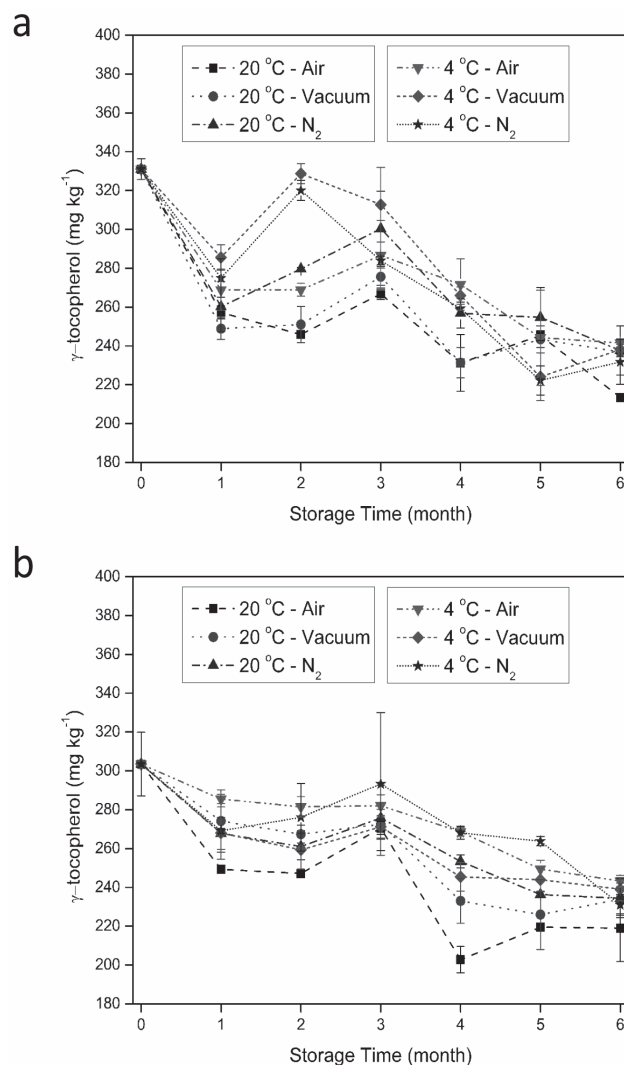 a
400
380
360
340
320
300
280
260
240
220
200
180
γ–tocopherol (mg kg⁻¹)
20 °C - Air
20 °C - Vacuum
20 °C - N₂
4 °C - Air
4 °C - Vacuum
4 °C - N₂
0 1 2 3 4 5 6
Storage Time (month)
b
400
380
360
340
320
300
280
260
240
220
200
180
γ–tocopherol (mg kg⁻¹)
20 °C - Air
20 °C - Vacuum
20 °C - N₂
4 °C - Air
4 °C - Vacuum
4 °C - N₂
0 1 2 3 4 5 6
Storage Time (month)